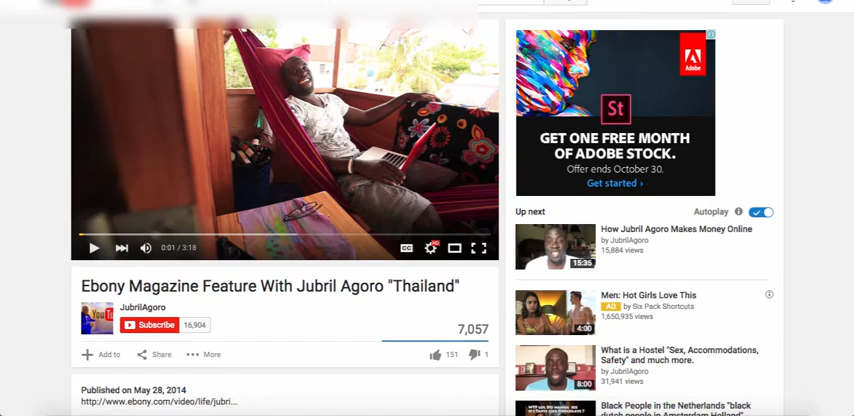 Adobe
St
GET ONE FREE MONTH
OF ADOBE STOCK.
Offer ends October 30.
Get started ›
0:01 / 3:18
CC
HD
Ebony Magazine Feature With Jubril Agoro "Thailand"
JubrilAgoro
Subscribe 16,904
7,057
Add to Share More
151 1
Published on May 28, 2014
http://www.ebony.com/video/life/jubri...
Up next Autoplay
How Jubril Agoro Makes Money Online
by JubrilAgoro
15,884 views
15:35
Men: Hot Girls Love This
AD by Six Pack Shortcuts
1,650,935 views
4:00
What is a Hostel "Sex, Accommodations,
Safety" and much more.
by JubrilAgoro
31,941 views
8:00
Black People in the Netherlands "black
dutch people in Amsterdam Holland"